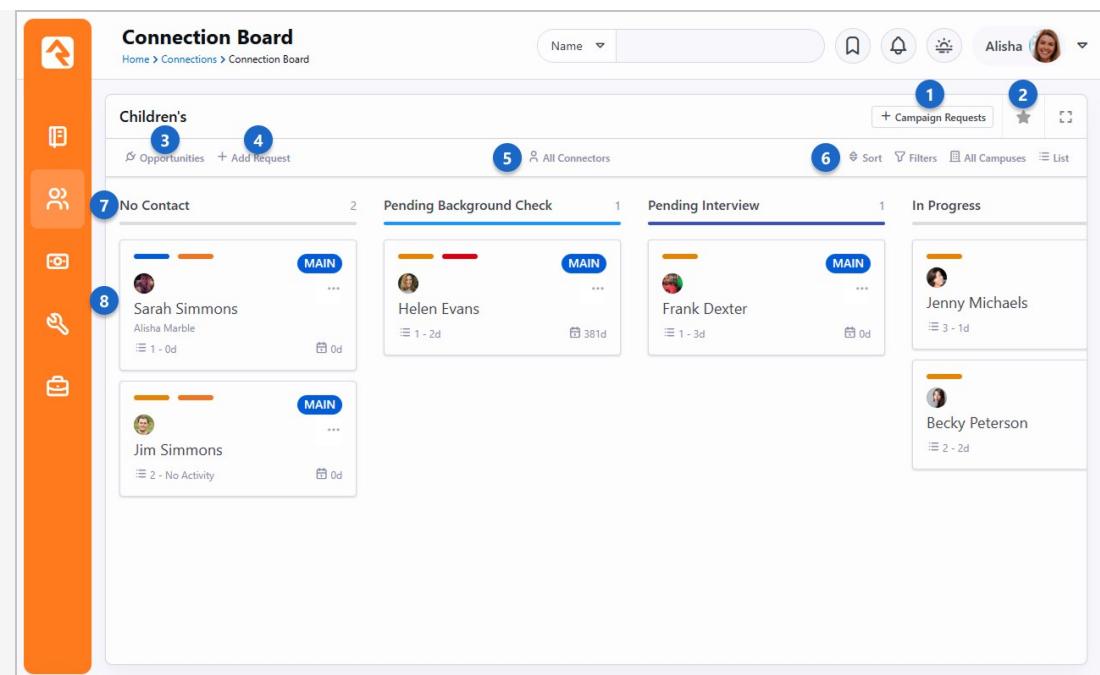 Connection Board
Home > Connections > Connection Board
Name
Alisha
1
2
Children's
+ Campaign Requests
3
4
Opportunities
+ Add Request
5
All Connectors
6
Sort
Filters
All Campuses
List
7
No Contact 2
Pending Background Check 1
Pending Interview 1
In Progress
8
MAIN
Sarah Simmons
Alisha Marble
1 - 0d
0d
MAIN
Jim Simmons
2 - No Activity
0d
MAIN
Helen Evans
1 - 2d
381d
MAIN
Frank Dexter
1 - 3d
0d
Jenny Michaels
3 - 1d
Becky Peterson
2 - 2d